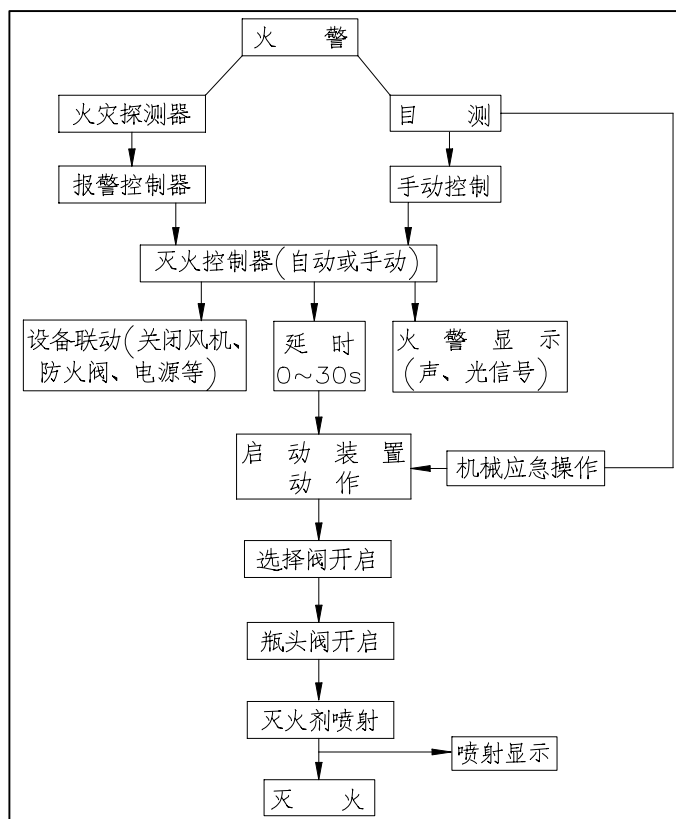 火 警
火灾探测器
目 测
报警控制器
手动控制
灭火控制器(自动或手动)
设备联动(关闭风机、
防火阀、电源等)
延 时
0~30s
火 警 显 示
(声、光信号)
启 动 装 置
动 作
机械应急操作
选择阀开启
瓶头阀开启
灭火剂喷射
喷射显示
灭 火